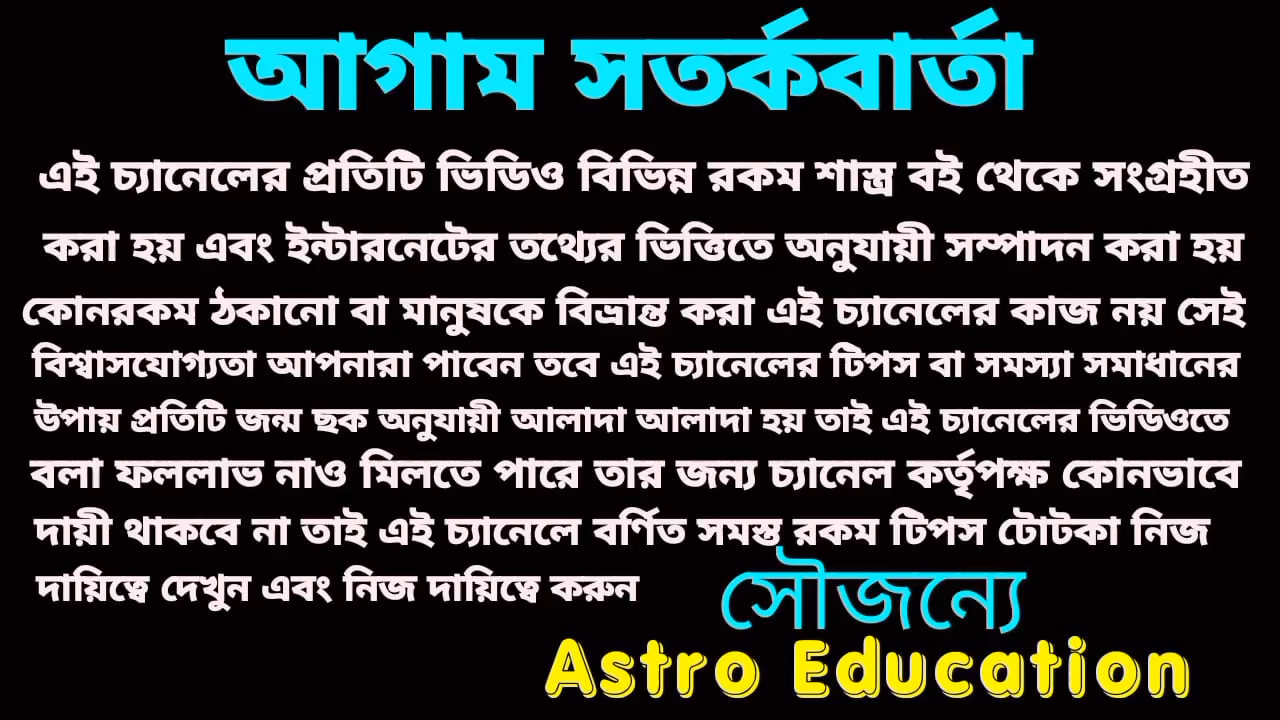 আগাম সতর্কবার্তা
এই চ্যানেলের প্রতিটি ভিডিও বিভিন্ন রকম শাস্ত্র বই থেকে সংগ্রহীত
করা হয় এবং ইন্টারনেটের তথ্যের ভিত্তিতে অনুযায়ী সম্পাদন করা হয়
কোনরকম ঠকানো বা মানুষকে বিভ্রান্ত করা এই চ্যানেলের কাজ নয় সেই
বিশ্বাসযোগ্যতা আপনারা পাবেন তবে এই চ্যানেলের টিপস বা সমস্যা সমাধানের
উপায় প্রতিটি জন্ম ছক অনুযায়ী আলাদা আলাদা হয় তাই এই চ্যানেলের ভিডিওতে
বলা ফললাভ নাও মিলতে পারে তার জন্য চ্যানেল কর্তৃপক্ষ কোনভাবে
দায়ী থাকবে না তাই এই চ্যানেলে বর্ণিত সমস্ত রকম টিপস টোটকা নিজ
দায়িত্বে দেখুন এবং নিজ দায়িত্বে করুন
সৌজন্যে
Astro Education